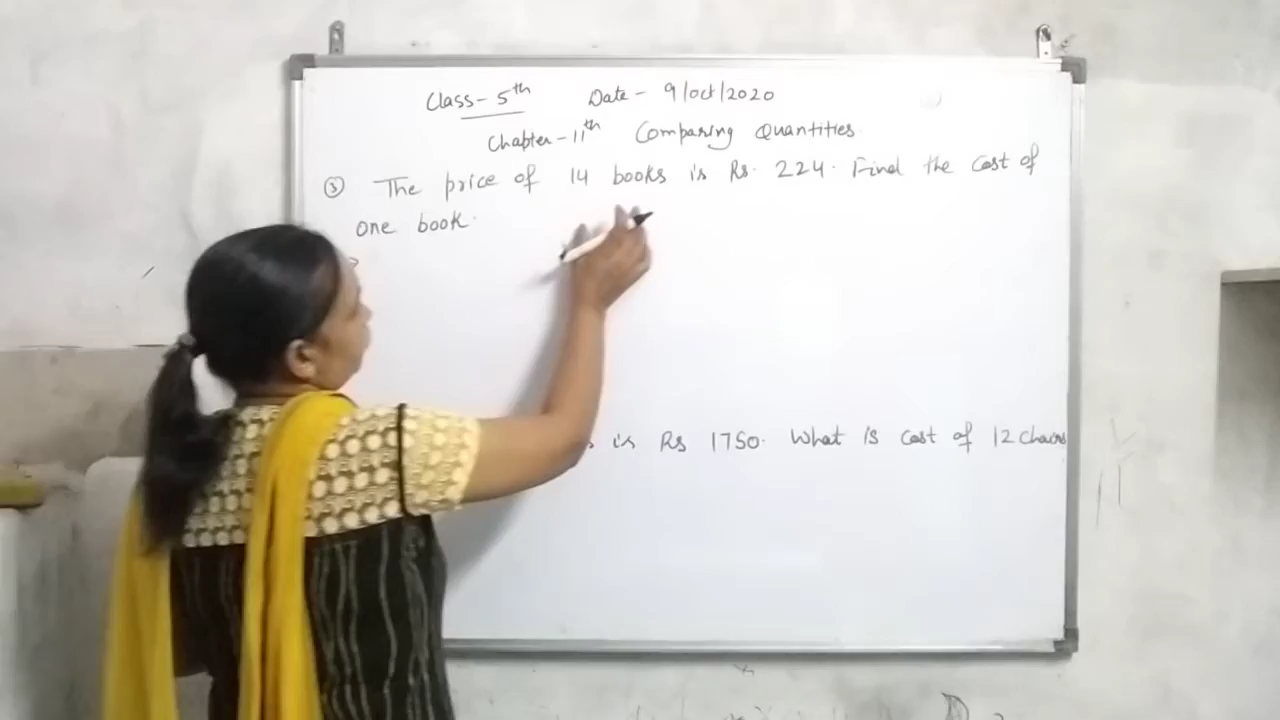 Class- 5th Date - 9/oct/2020
Chapter-11th Comparing Quantities
③ The price of 14 books is Rs. 224. Find the cost of
one book.
is Rs 1750. What is cost of 12 chairs